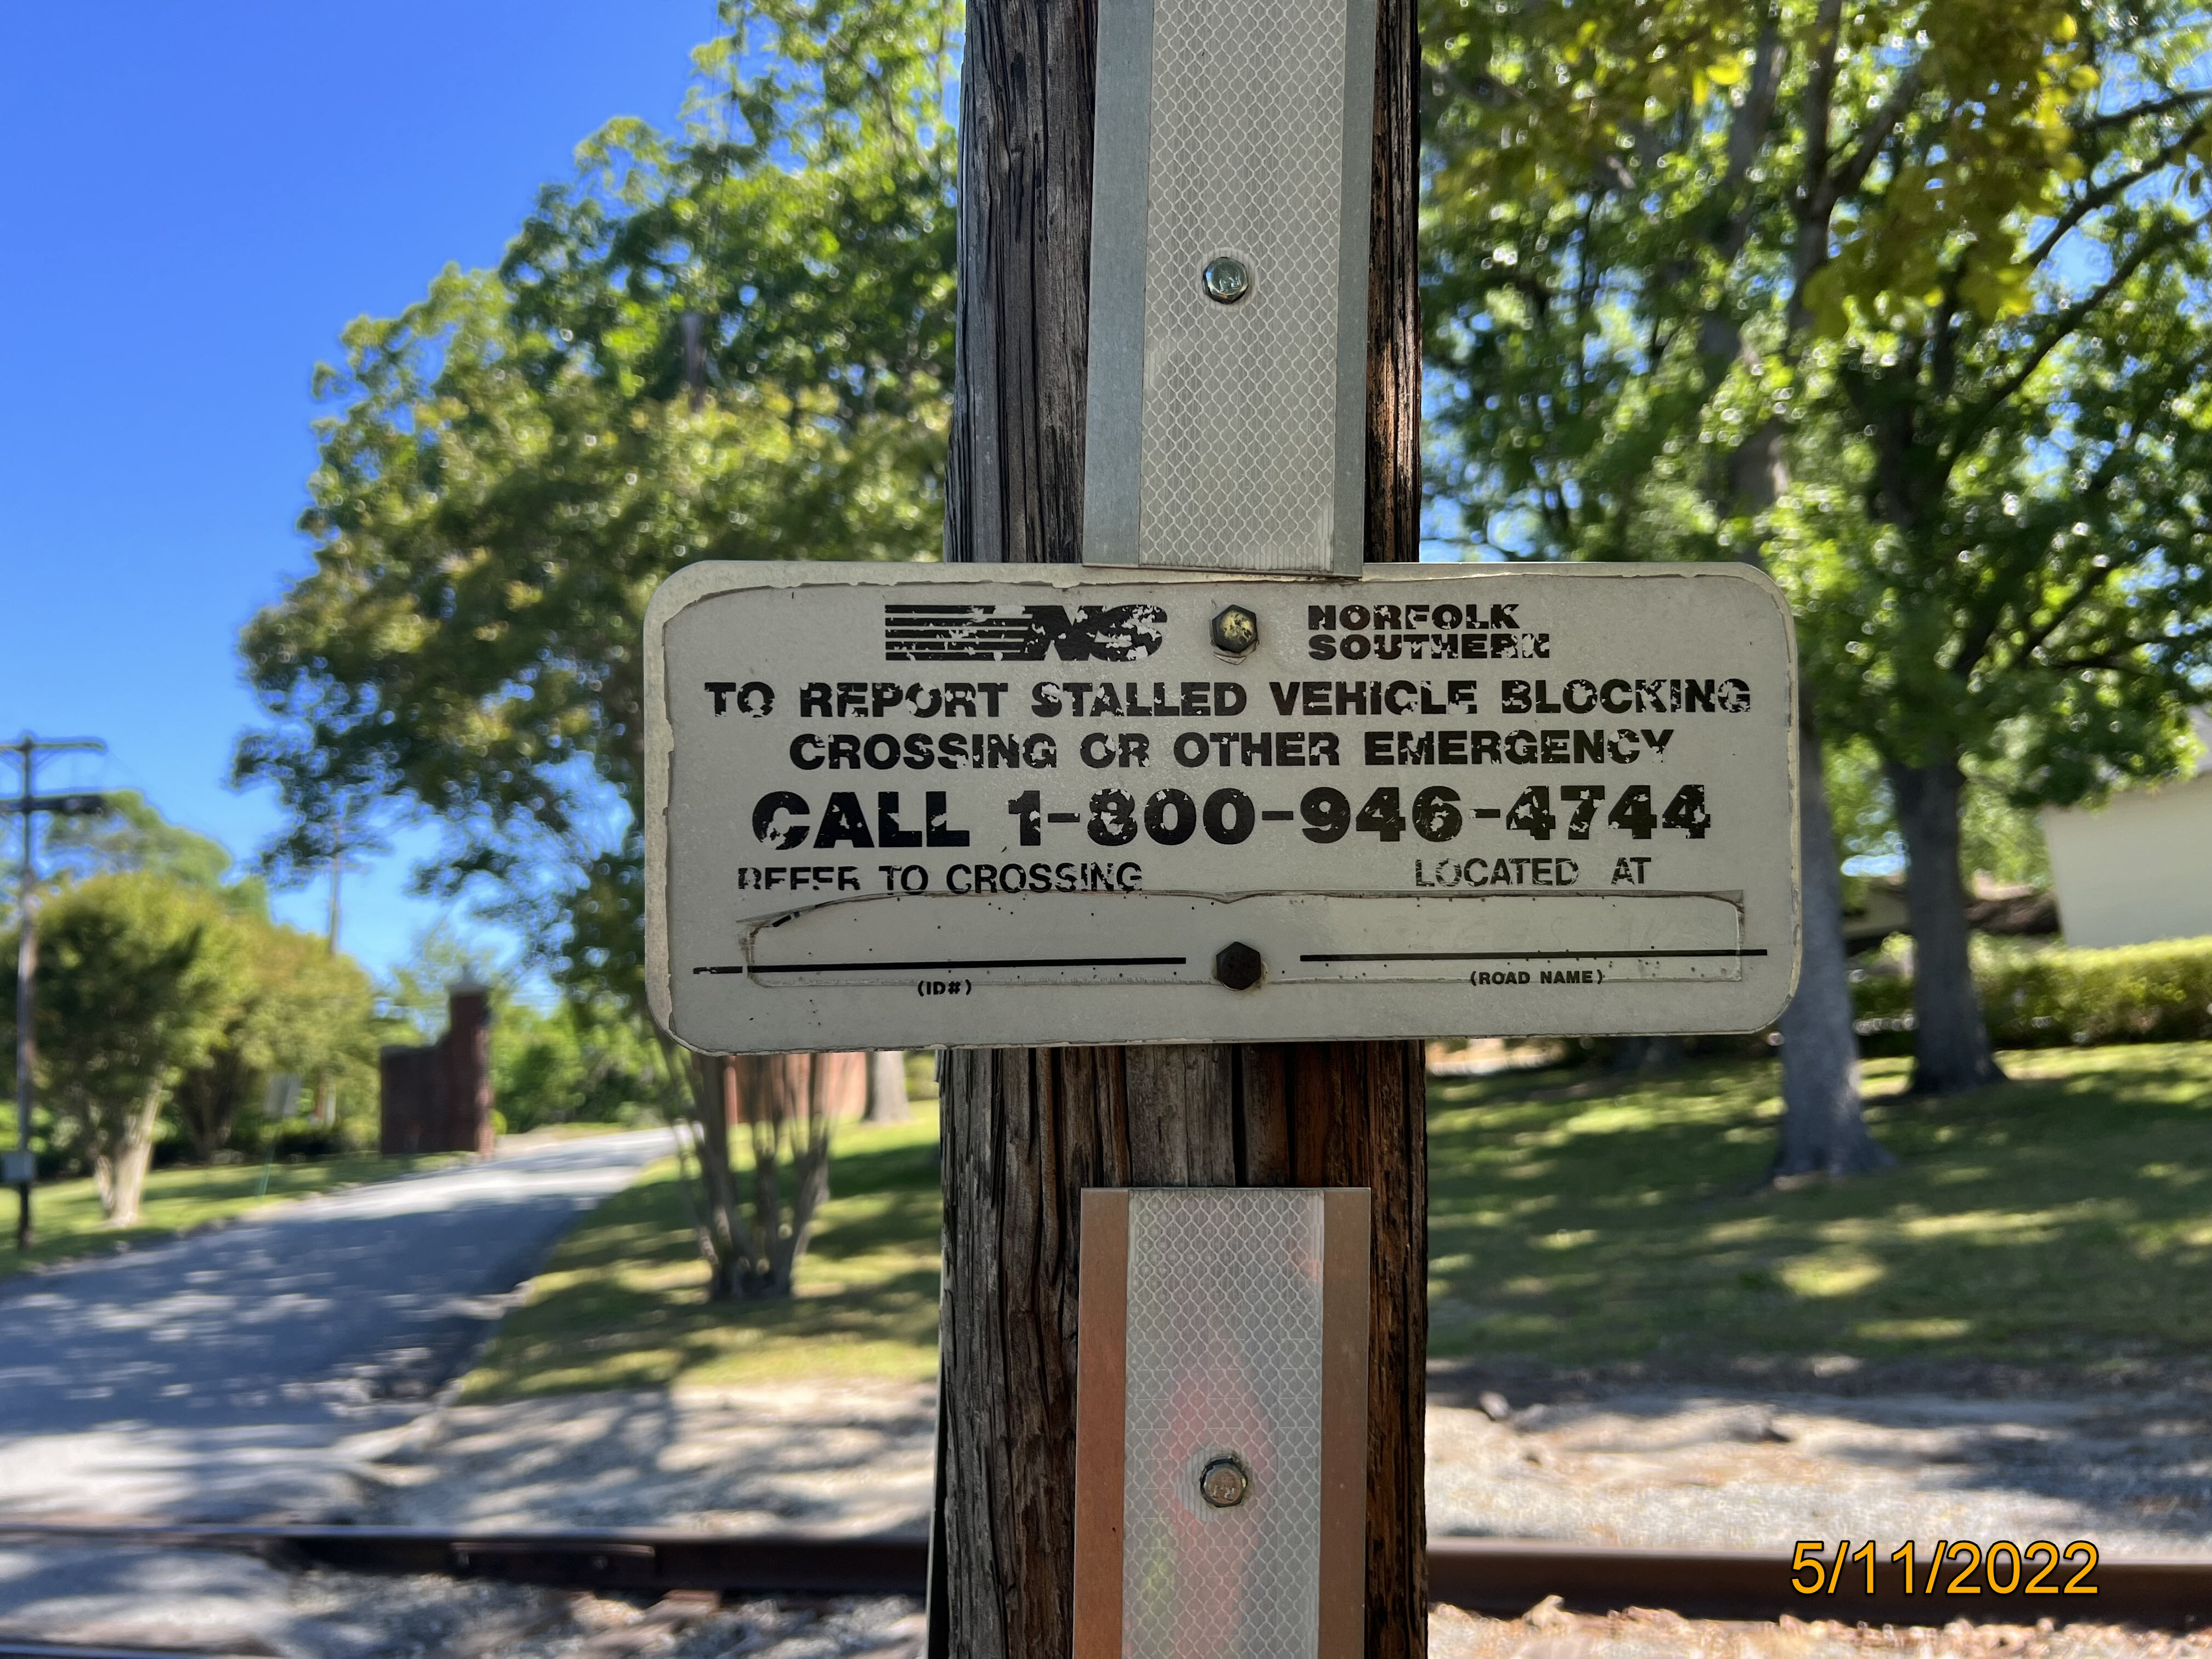 NS NORFOLK
SOUTHERN
TO REPORT STALLED VEHICLE BLOCKING
CROSSING OR OTHER EMERGENCY
CALL 1-800-946-4744
REFER TO CROSSING LOCATED AT
(ID#) (ROAD NAME)
5/11/2022